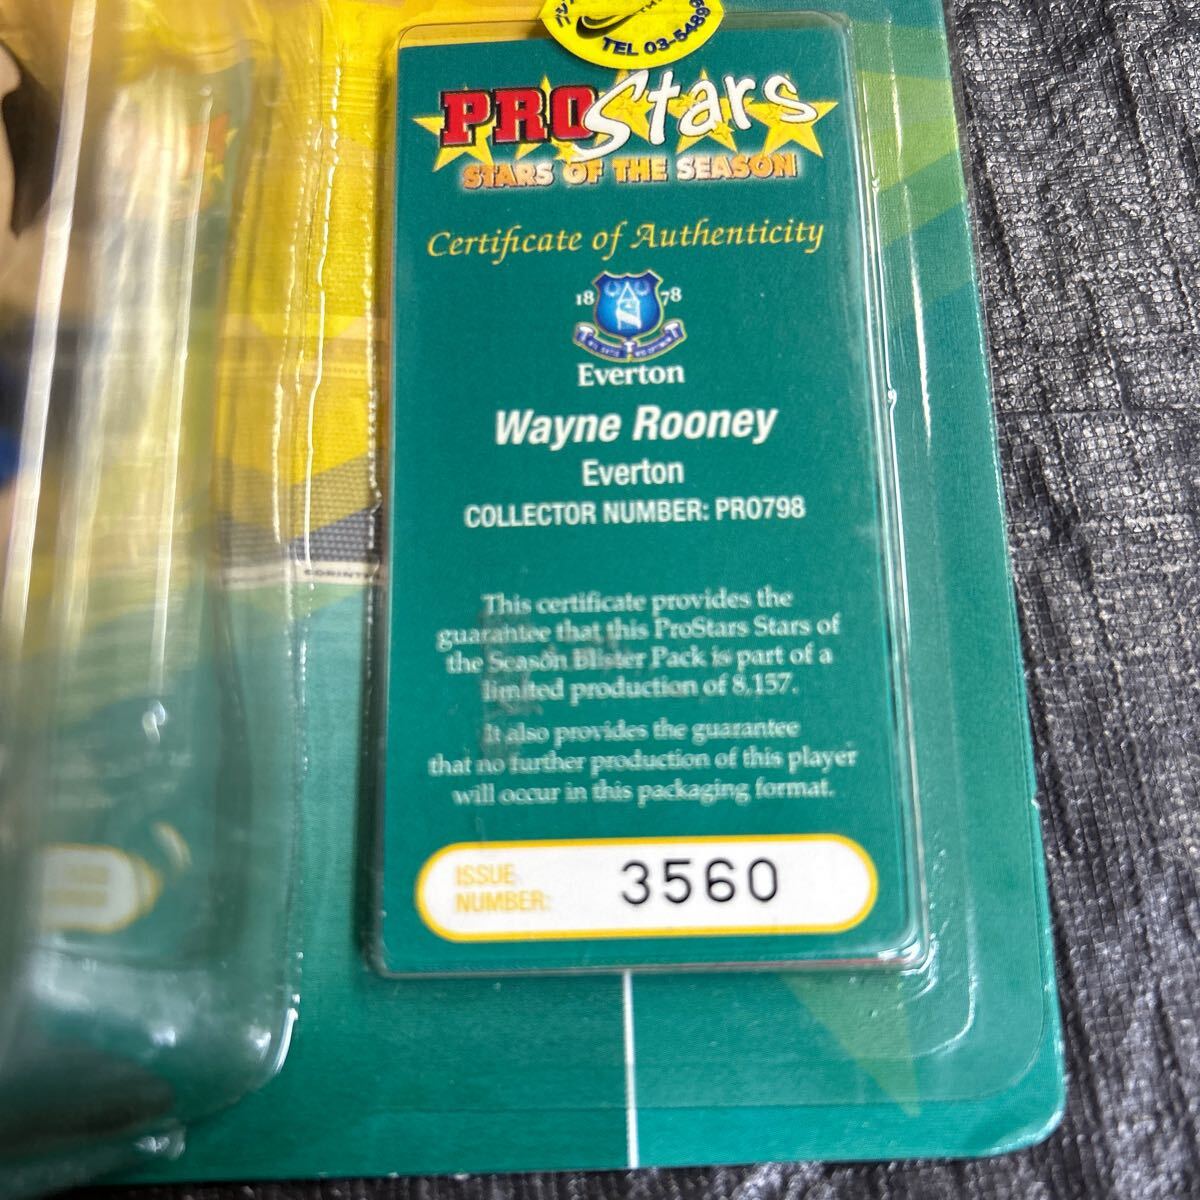 TEL 03-5489
PROStars
STARS OF THE SEASON
Certificate of Authenticity
18 78
Everton
Wayne Rooney
Everton
COLLECTOR NUMBER: PRO798
This certificate provides the
guarantee that this ProStars Stars of
the Season Blister Pack is part of a
limited production of 8,157.
It also provides the guarantee
that no further production of this player
will occur in this packaging format.
ISSUE
NUMBER:
3560